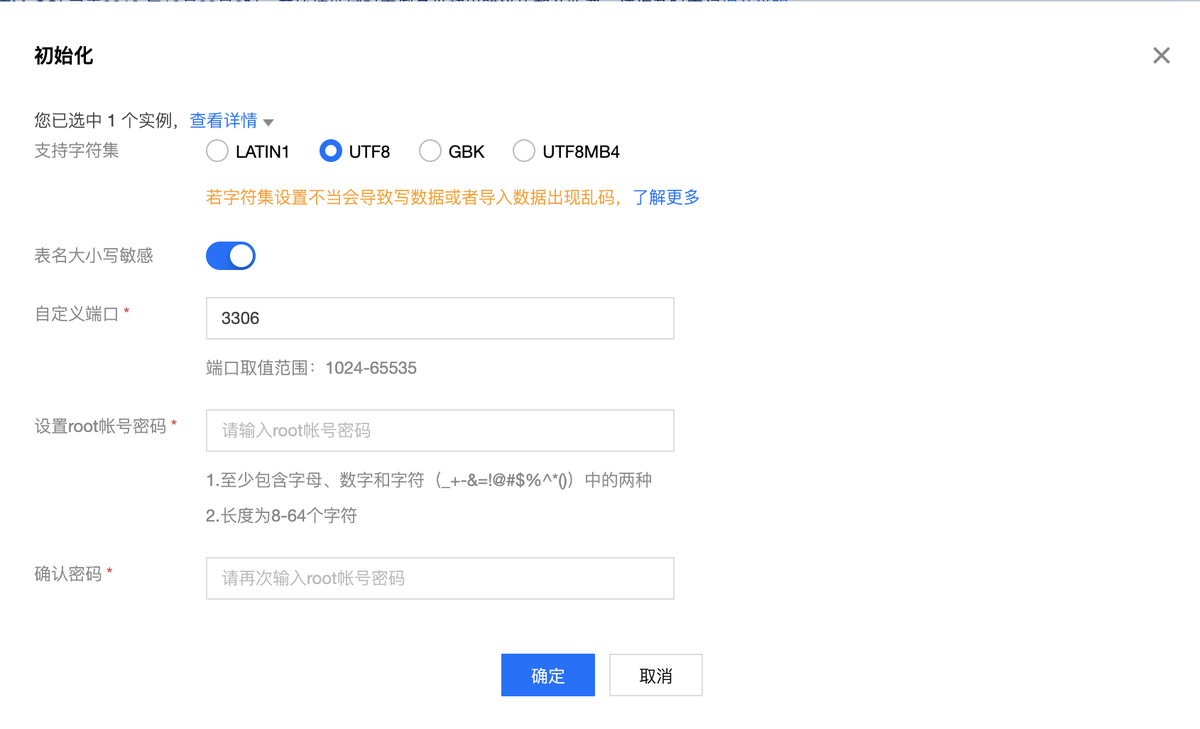 初始化
您已选中 1 个实例，查看详情
支持字符集 LATIN1 UTF8 GBK UTF8MB4
若字符集设置不当会导致写数据或者导入数据出现乱码，了解更多
表名大小写敏感
自定义端口 * 3306
端口取值范围：1024-65535
设置root帐号密码 * 请输入root帐号密码
1.至少包含字母、数字和字符（_+-&=!@#$%^*()）中的两种
2.长度为8-64个字符
确认密码 * 请再次输入root帐号密码
确定 取消